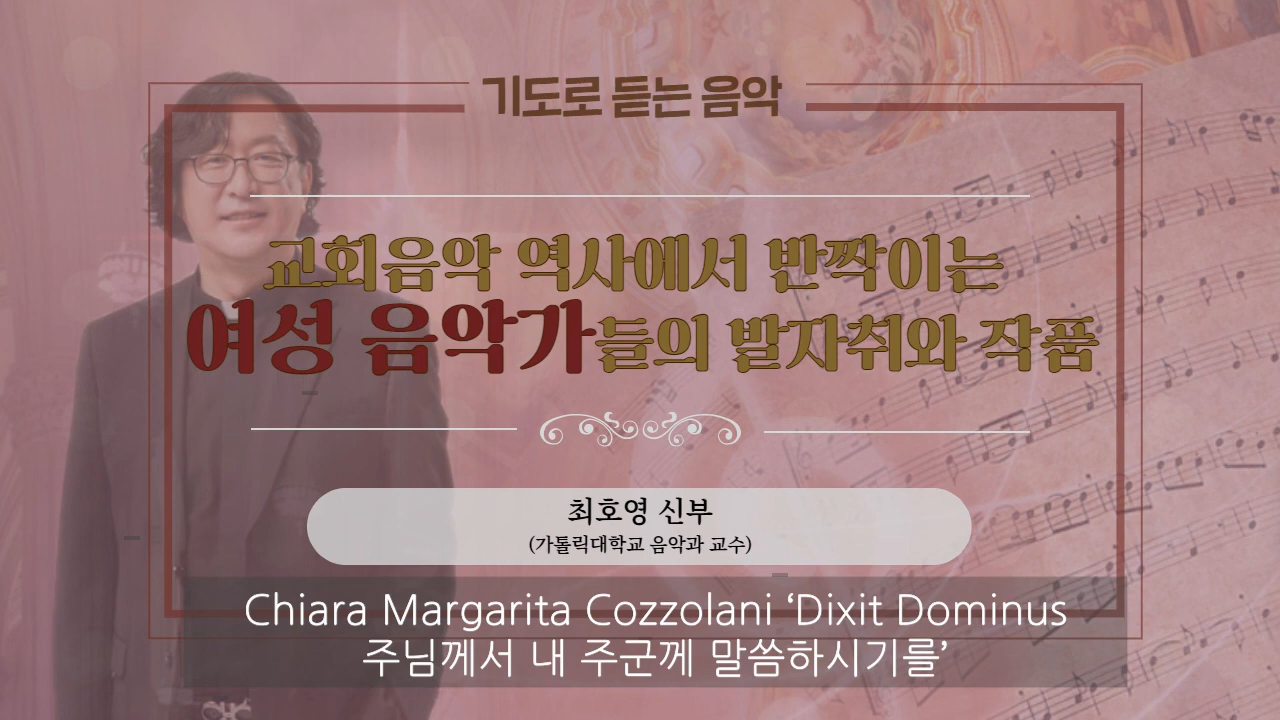 기도로 듣는 음악
교회음악 역사에서 반짝이는
여성 음악가들의 발자취와 작품
최호영 신부
(가톨릭대학교 음악과 교수)
Chiara Margarita Cozzolani ‘Dixit Dominus
주님께서 내 주군께 말씀하시기를’